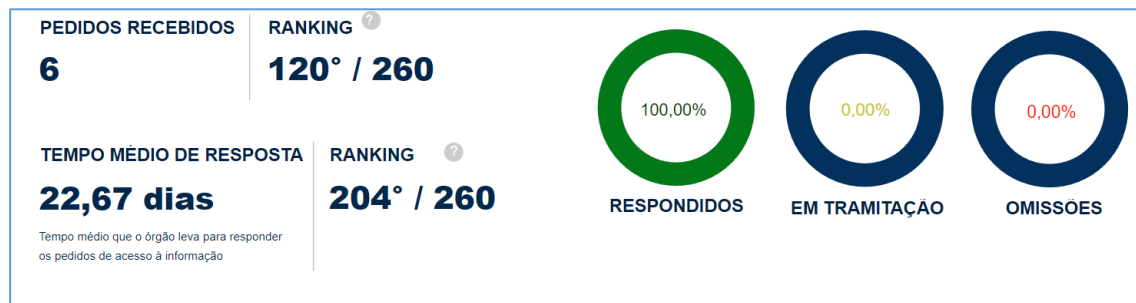 PEDIDOS RECEBIDOS
6
RANKING ?
120° / 260
TEMPO MÉDIO DE RESPOSTA
22,67 dias
Tempo médio que o órgão leva para responder
os pedidos de acesso à informação
RANKING ?
204° / 260
100,00%
RESPONDIDOS
0,00%
EM TRAMITAÇÃO
0,00%
OMISSÕES